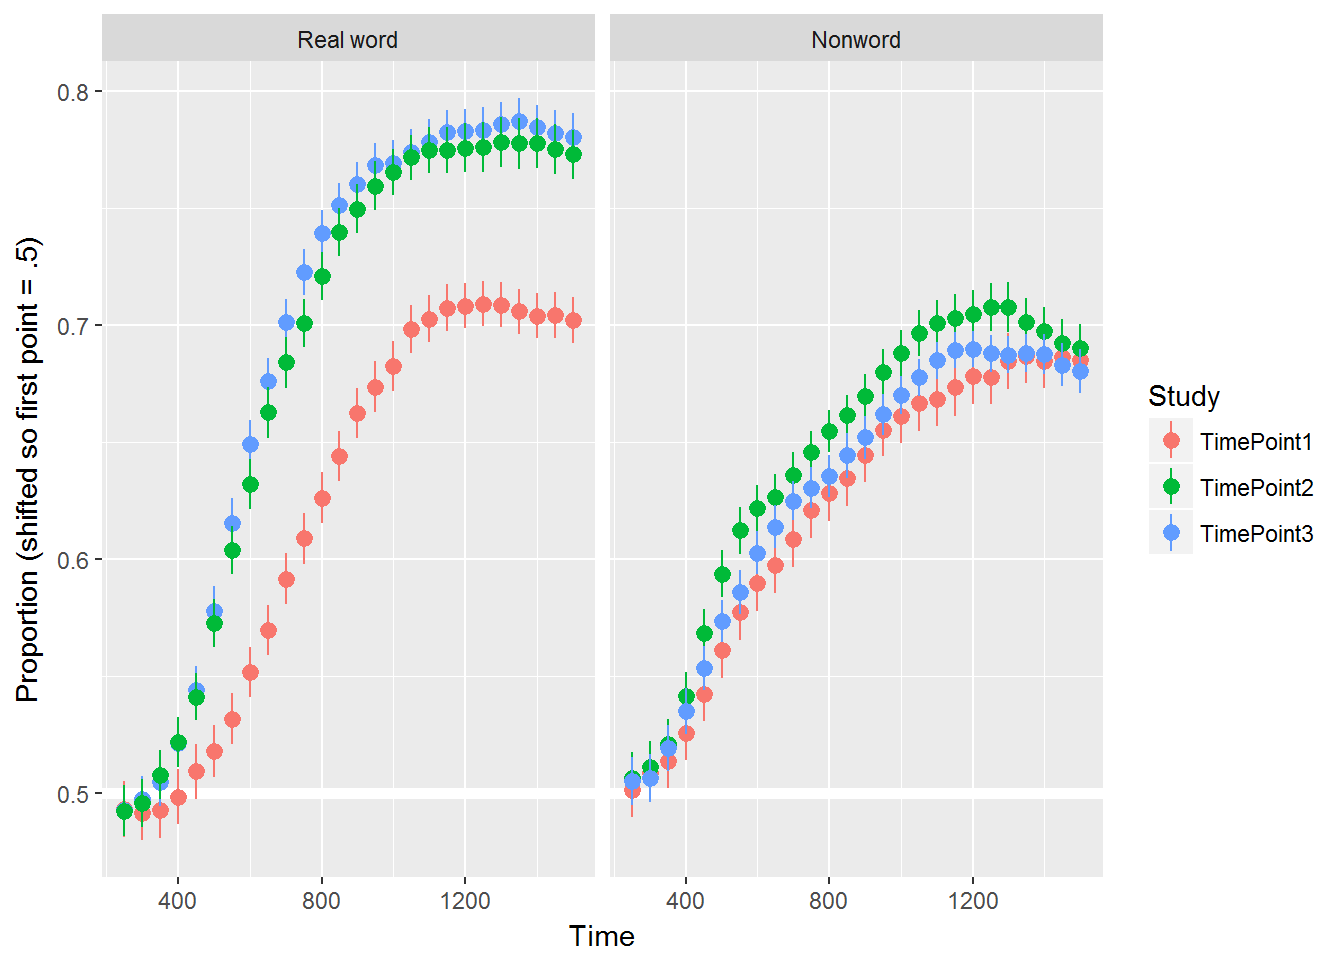 Real word
Nonword
Proportion (shifted so first point = .5)
0.8
0.7
0.6
0.5
400
800
1200
400
800
1200
Time
Study
TimePoint1
TimePoint2
TimePoint3